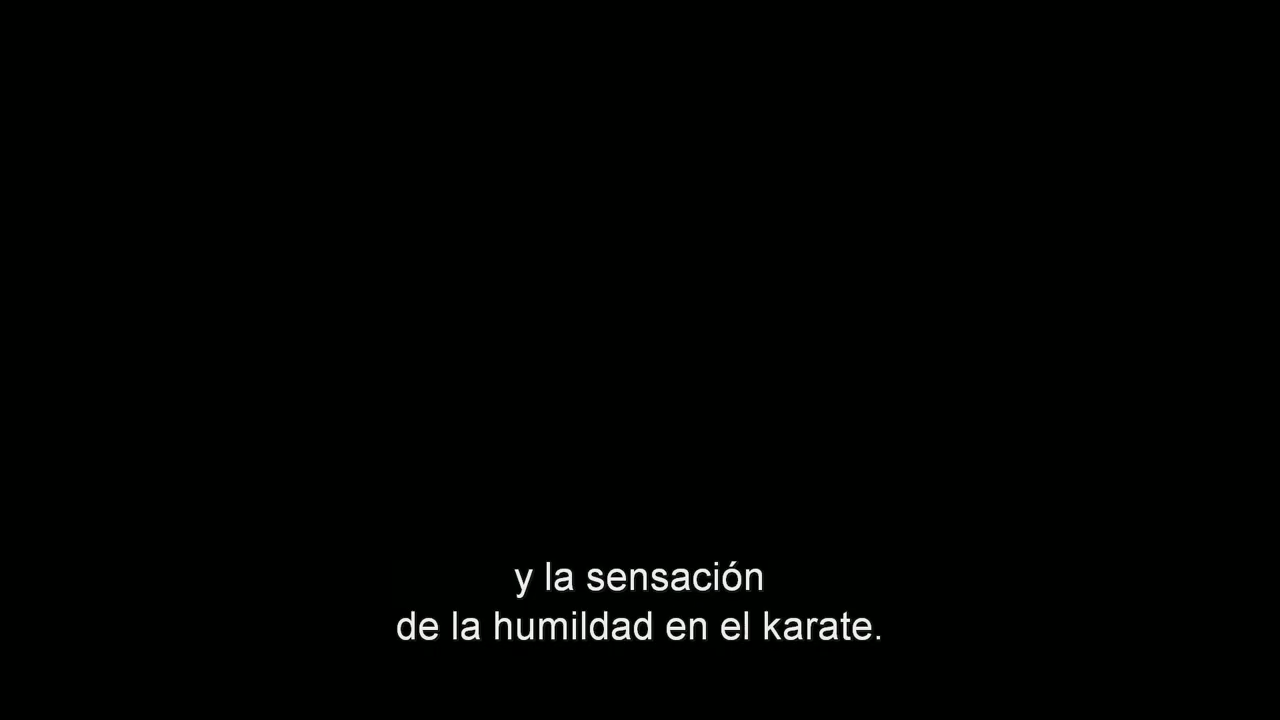 y la sensación
de la humildad en el karate.